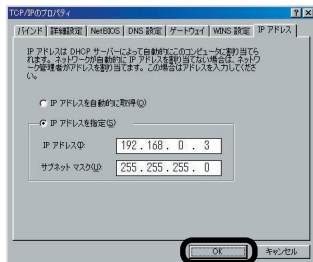 TCP/IPのプロパティ
バインド 詳細設定 NetBIOS DNS 設定 ゲートウェイ WINS 設定 IP アドレス
IP アドレスは DHCP サーバーによって自動的にこのコンピュータに割り当てら
れます。ネットワークが自動的に IP アドレスを割り当てない場合は、ネットワ
ーク管理者がアドレスを割り当てます。この場合はアドレスを入力してくださ
い。
IP アドレスを自動的に取得(O)
IP アドレスを指定(S)
IP アドレス(I): 192.168.0.3
サブネット マスク(U): 255.255.255.0
OK キャンセル